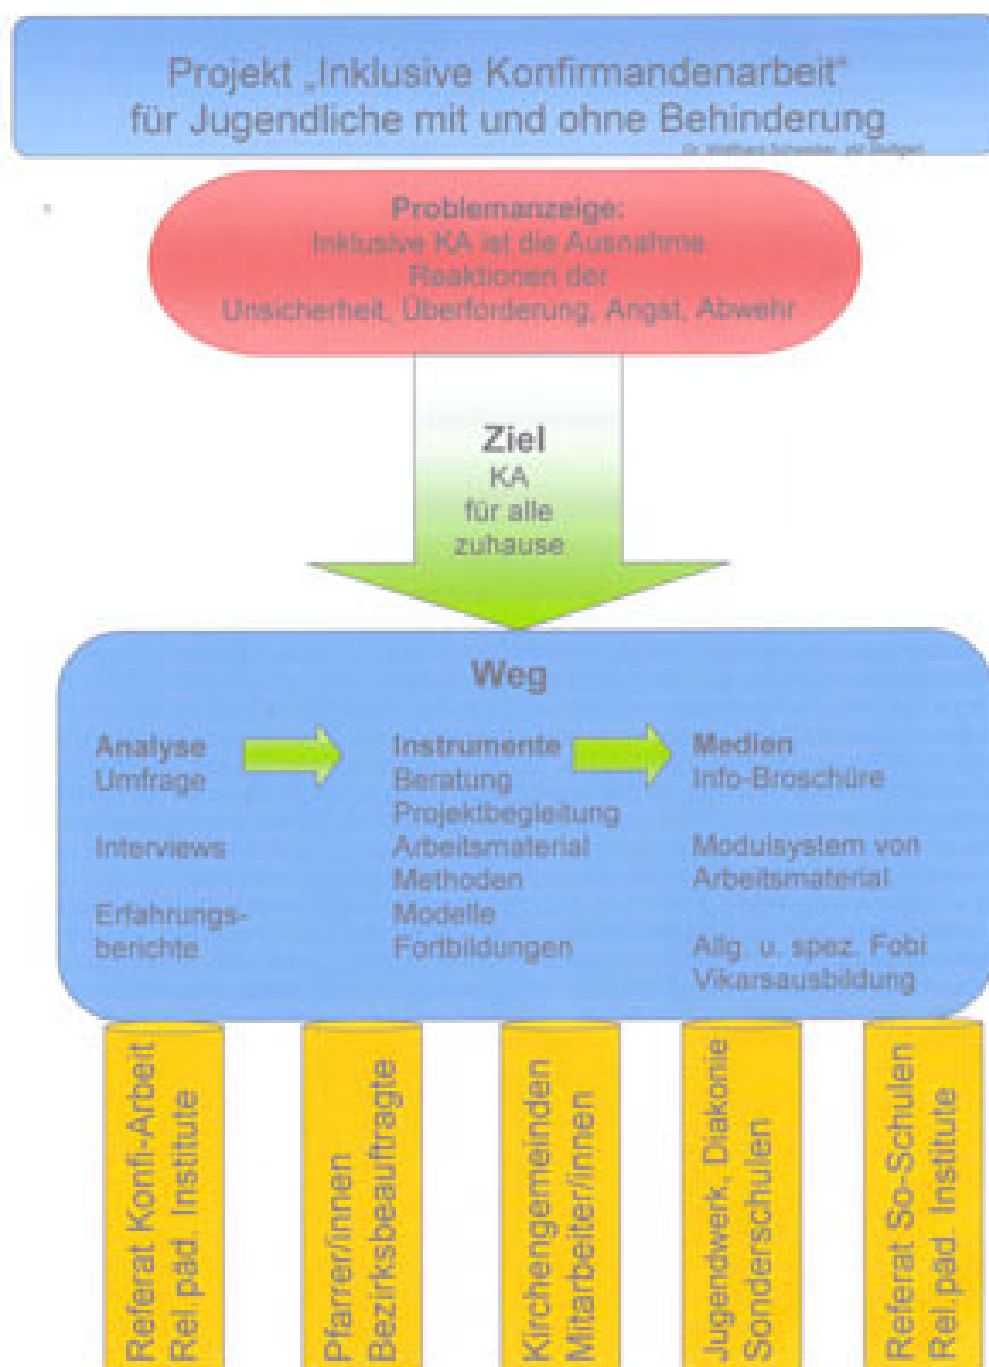 Projekt „Inklusive Konfirmandenarbeit“
für Jugendliche mit und ohne Behinderung
Stuttgart
Problemanzeige:
Inklusive KA ist die Ausnahme
Reaktionen der
Unsicherheit, Überforderung, Angst, Abwehr
Ziel
KA
für alle
zuhause
Weg
Analyse
Umfrage
Interviews
Erfahrungs-
berichte
Instrumente
Beratung
Projektbegleitung
Arbeitsmaterial
Methoden
Modelle
Fortbildungen
Medien
Info-Broschüre
Modulsystem von
Arbeitsmaterial
Allg. u. spez. Fobi
Vikarsausbildung
Referat Konfi-Arbeit
Rel.päd. Institute
Pfarrer/innen
Bezirksbeauftragte
Kirchengemeinden
Mitarbeiter/innen
Jugendwerk, Diakonie
Sonderschulen
Referat So-Schulen
Rel.päd. Institute